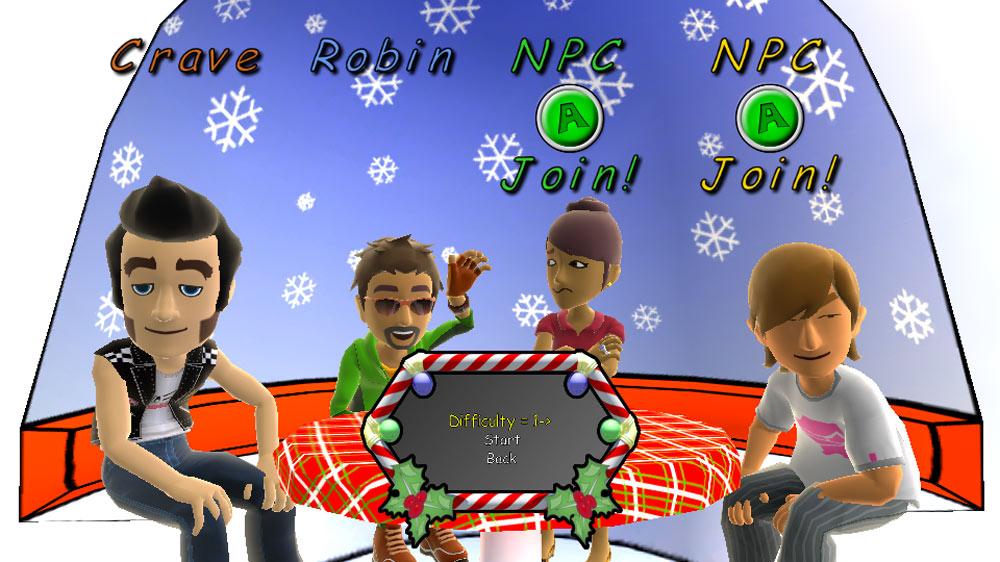 Crave Robin NPC NPC
A A
Join! Join!
Difficulty = 1->
Start
Back